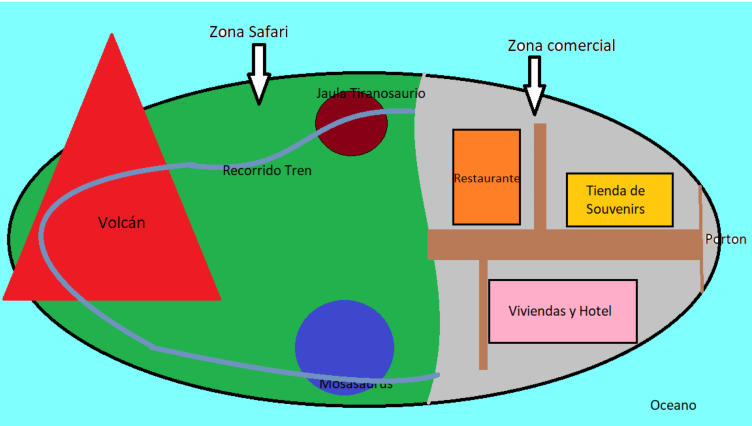 Zona Safari
Zona comercial
Jaula Tiranosaurio
Recorrido Tren
Restaurante
Tienda de
Souvenirs
Volcán
Porton
Viviendas y Hotel
Mosasaurus
Oceano